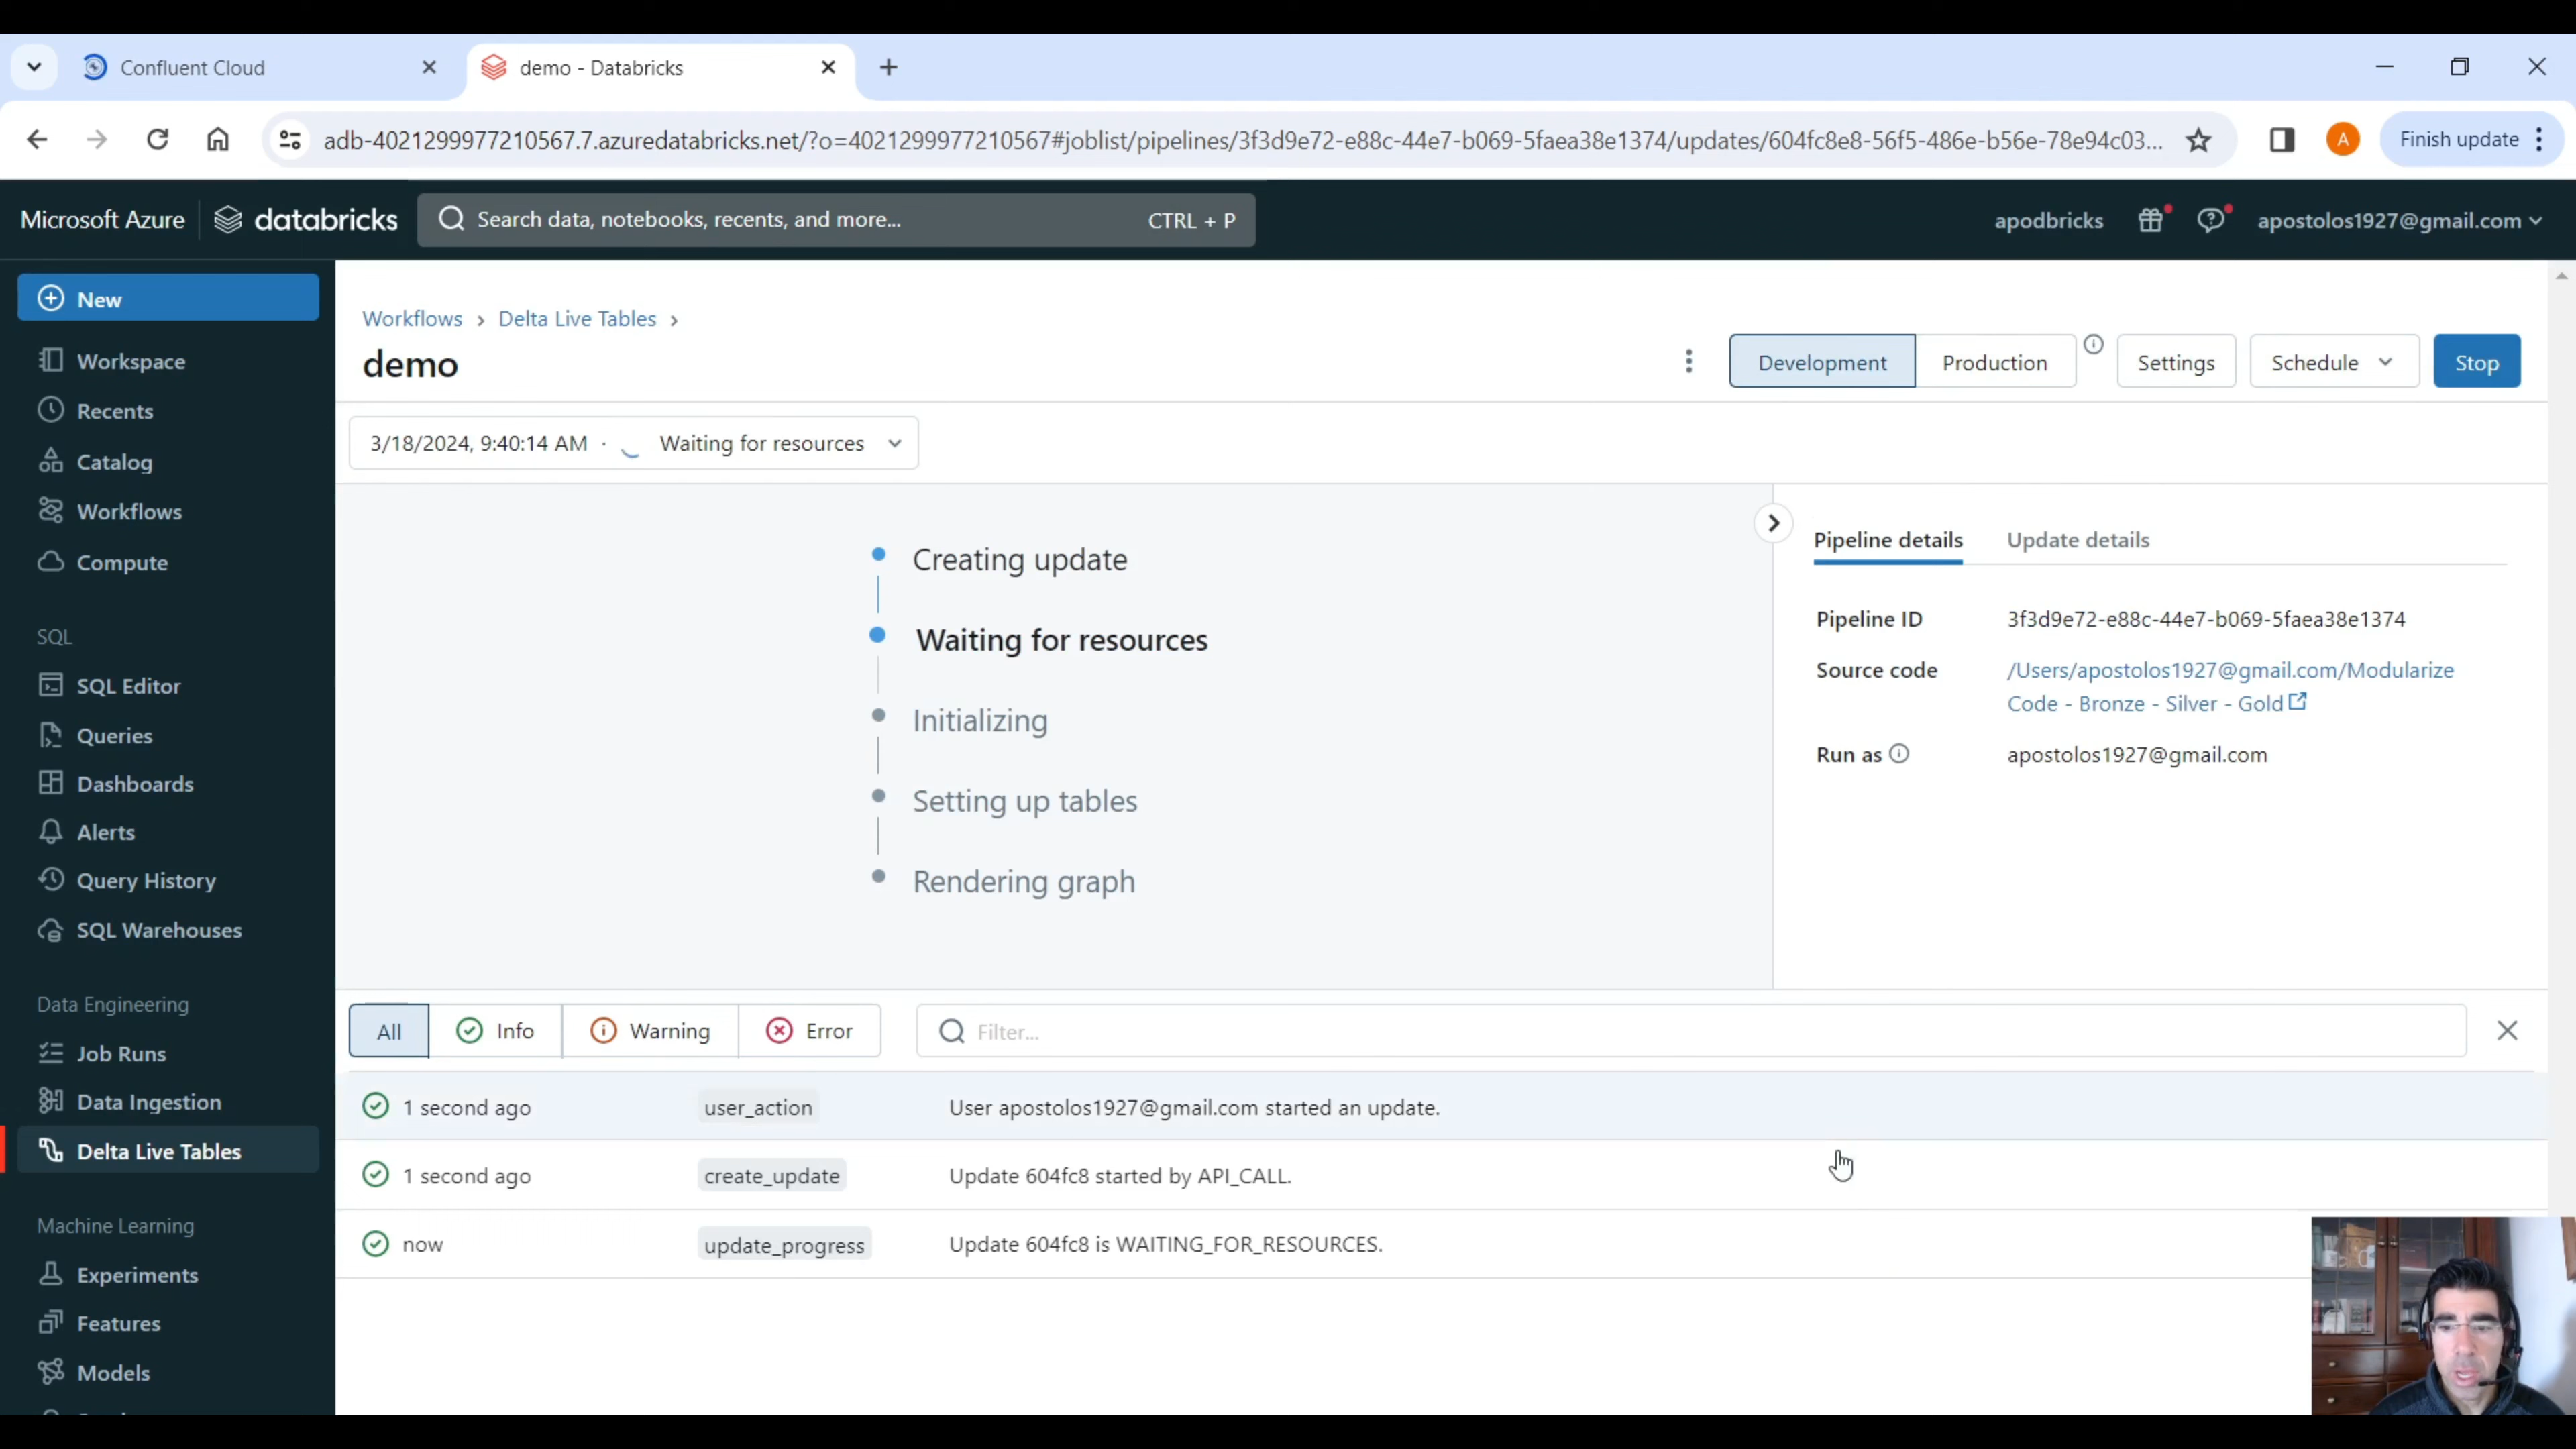 Confluent Cloud
demo - Databricks
adb-4021299977210567.7.azuredatabricks.net/?o=4021299977210567#joblist/pipelines/3f3d9e72-e88c-44e7-b069-5faea38e1374/updates/604fc8e8-56f5-486e-b56e-78e94c03...
A
Finish update
Microsoft Azure
databricks
Search data, notebooks, recents, and more...
CTRL + P
apodbricks
apostolos1927@gmail.com
New
Workspace
Recents
Catalog
Workflows
Compute
SQL
SQL Editor
Queries
Dashboards
Alerts
Query History
SQL Warehouses
Data Engineering
Job Runs
Data Ingestion
Delta Live Tables
Machine Learning
Experiments
Features
Models
Workflows > Delta Live Tables >
demo
Development
Production
Settings
Schedule
Stop
3/18/2024, 9:40:14 AM · Waiting for resources
Creating update
Waiting for resources
Initializing
Setting up tables
Rendering graph
Pipeline details
Update details
Pipeline ID 3f3d9e72-e88c-44e7-b069-5faea38e1374
Source code /Users/apostolos1927@gmail.com/Modularize
Code - Bronze - Silver - Gold
Run as apostolos1927@gmail.com
All
Info
Warning
Error
Filter...
1 second ago user_action User apostolos1927@gmail.com started an update.
1 second ago create_update Update 604fc8 started by API_CALL.
now update_progress Update 604fc8 is WAITING_FOR_RESOURCES.